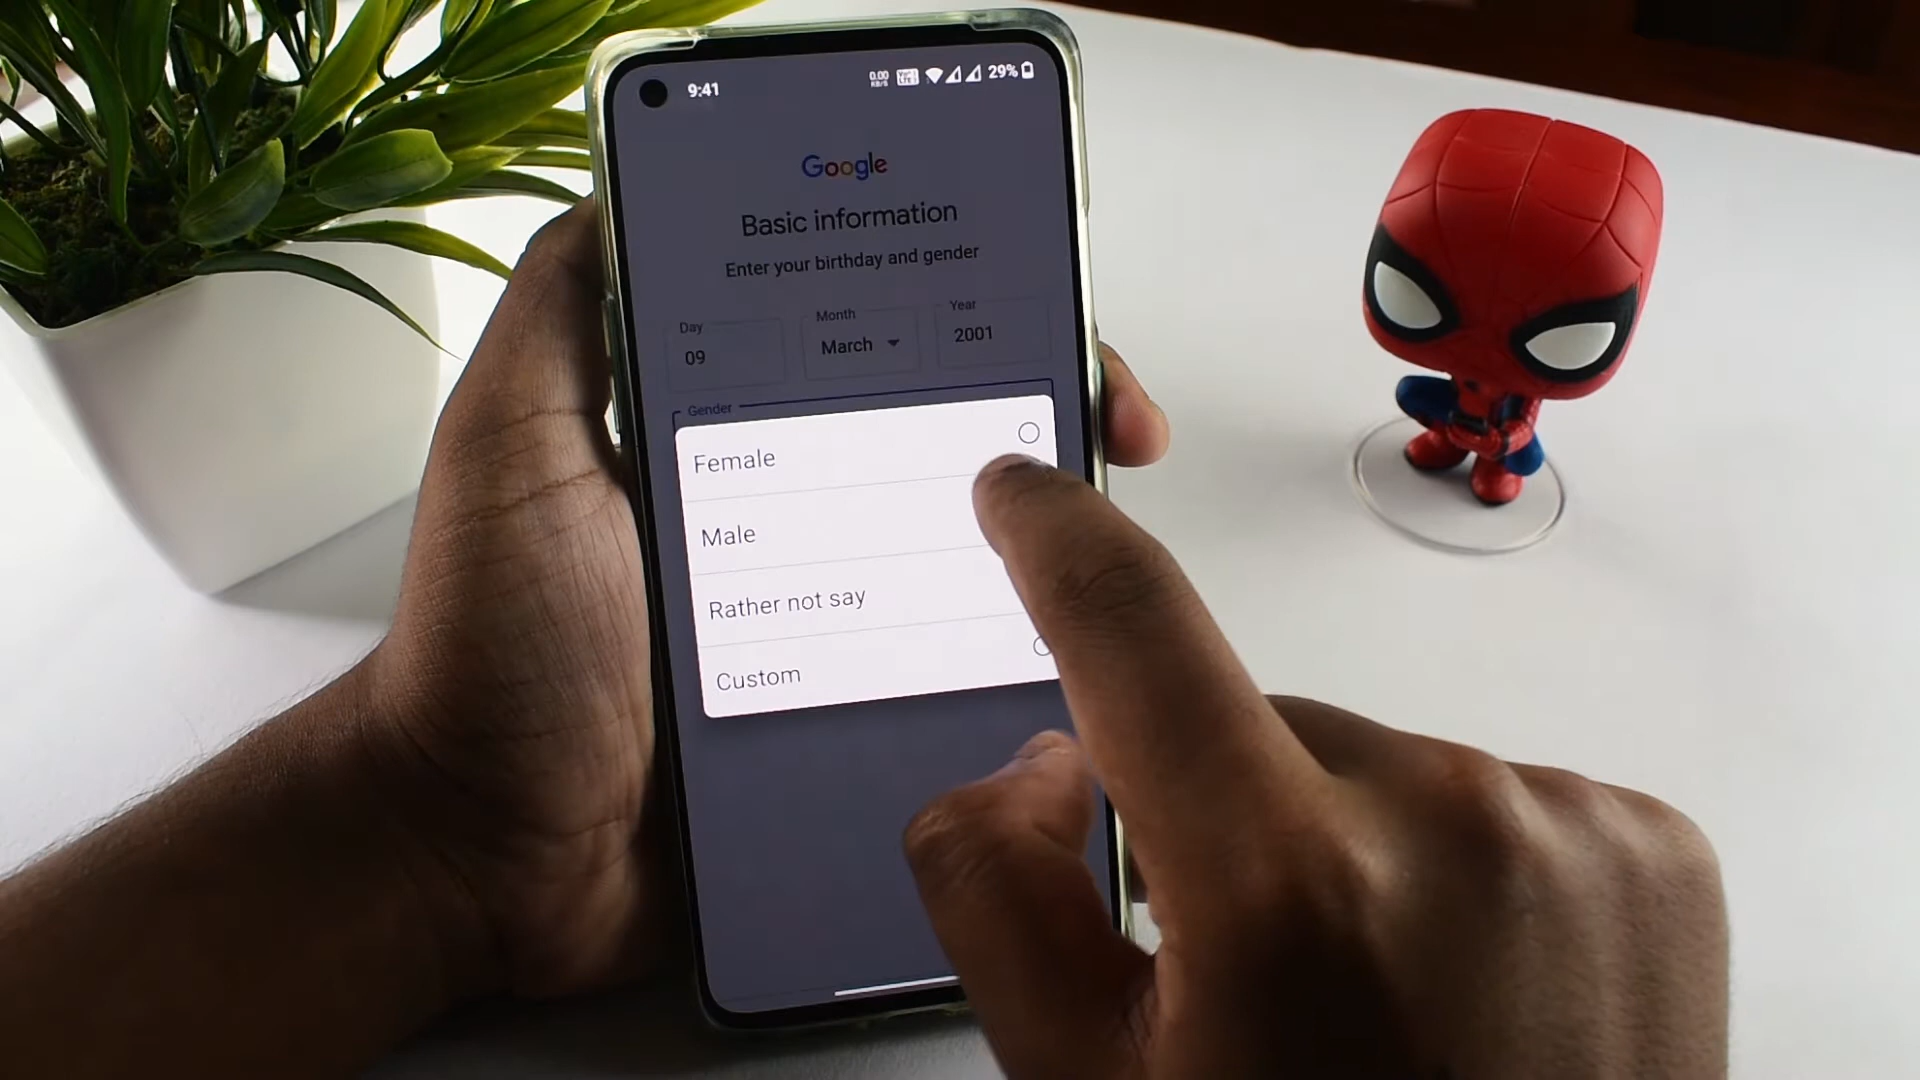 9:41
0.00 KB/S
29%
Google
Basic information
Enter your birthday and gender
Day
Month
Year
09
March
2001
Gender
Female
Male
Rather not say
Custom